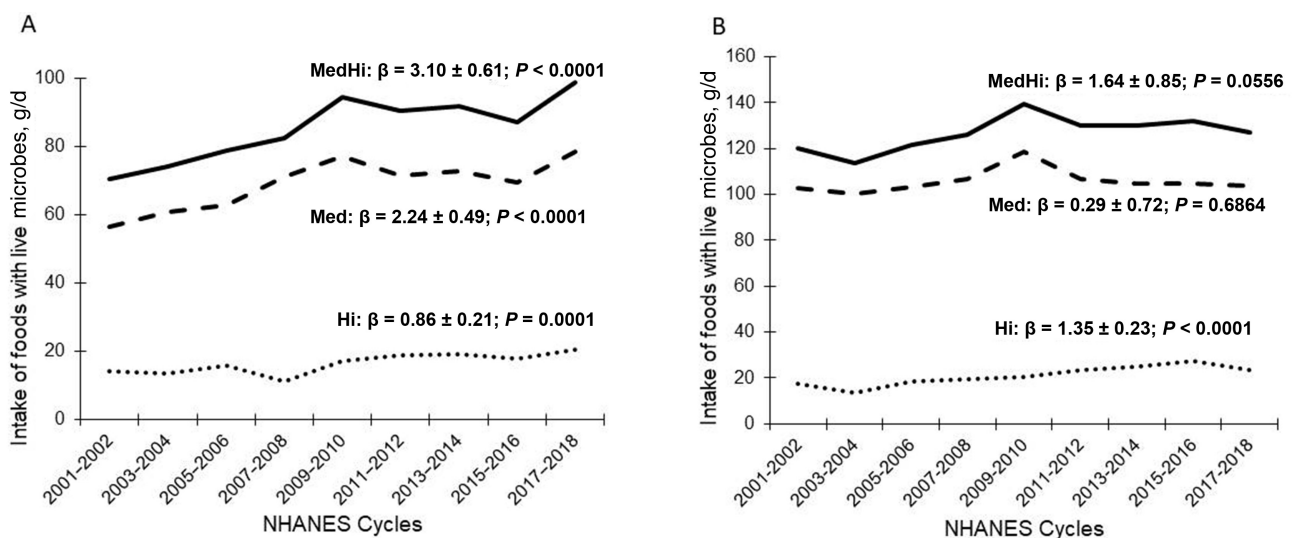 A
Intake of foods with live microbes, g/d
100
80
60
40
20
0
MedHi: β = 3.10 ± 0.61; P < 0.0001
Med: β = 2.24 ± 0.49; P < 0.0001
Hi: β = 0.86 ± 0.21; P = 0.0001
2001-2002
2003-2004
2005-2006
2007-2008
2009-2010
2011–2012
2013-2014
2015-2016
2017-2018
NHANES Cycles
B
Intake of foods with live microbes, g/d
160
140
120
100
80
60
40
20
0
MedHi: β = 1.64 ± 0.85; P = 0.0556
Med: β = 0.29 ± 0.72; P = 0.6864
Hi: β = 1.35 ± 0.23; P < 0.0001
2001-2002
2003-2004
2005-2006
2007-2008
2009-2010
2011-2012
2013-2014
2015-2016
2017-2018
NHANES Cycles